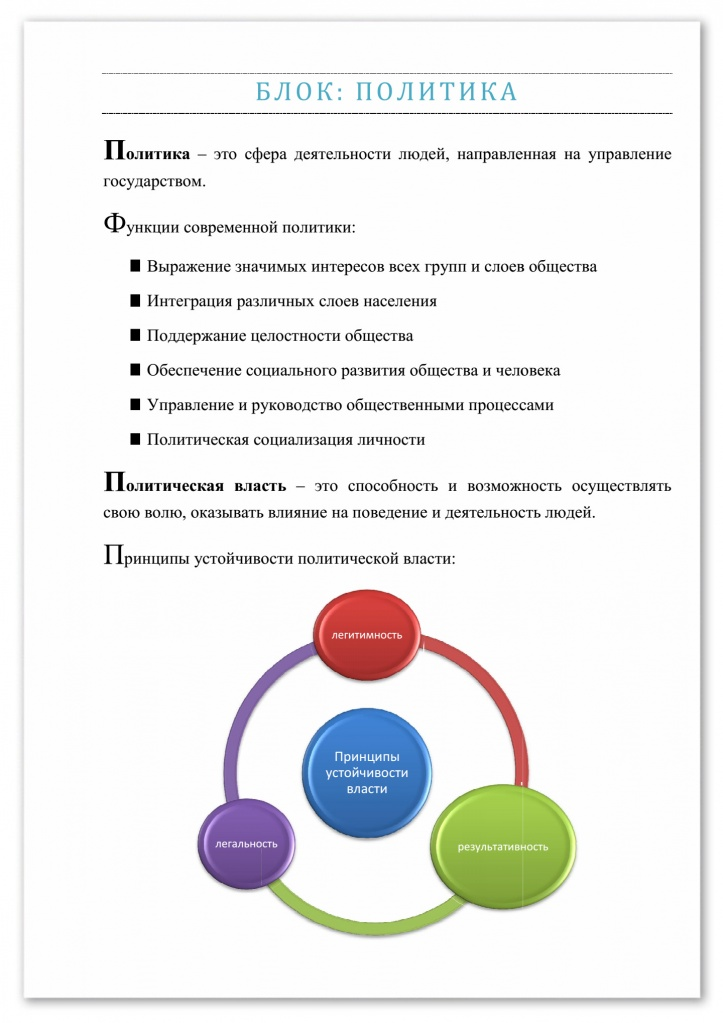 БЛОК: ПОЛИТИКА
Политика – это сфера деятельности людей, направленная на управление
государством.
Функции современной политики:
■ Выражение значимых интересов всех групп и слоев общества
■ Интеграция различных слоев населения
■ Поддержание целостности общества
■ Обеспечение социального развития общества и человека
■ Управление и руководство общественными процессами
■ Политическая социализация личности
Политическая власть – это способность и возможность осуществлять
свою волю, оказывать влияние на поведение и деятельность людей.
Принципы устойчивости политической власти:
легитимность
Принципы
устойчивости
власти
легальность
результативность